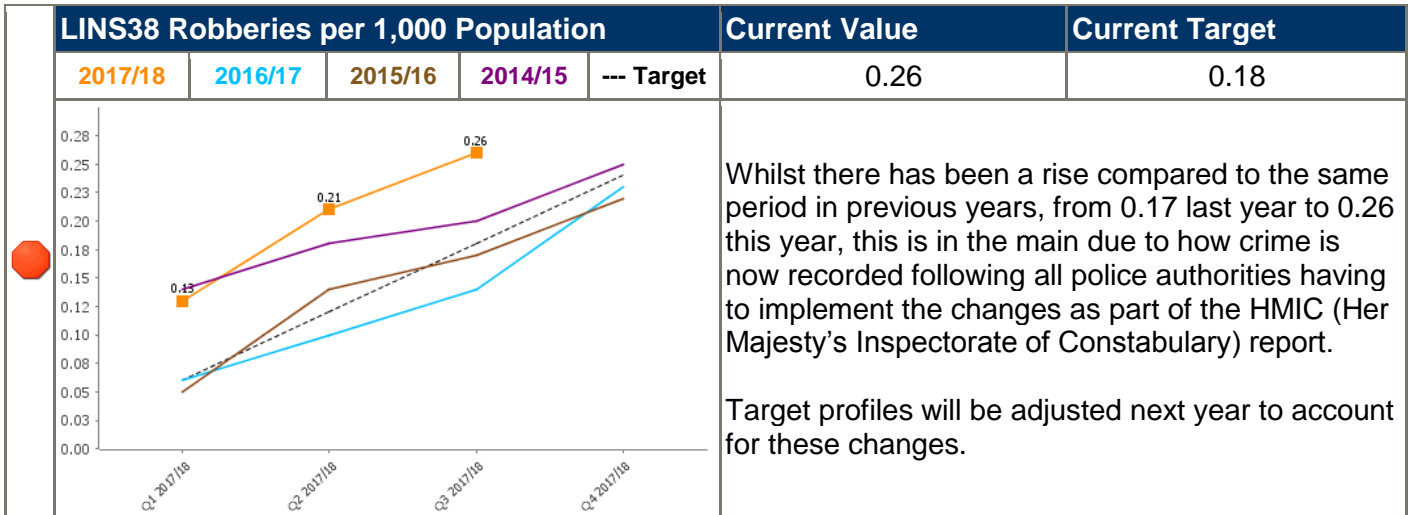 LINS38 Robberies per 1,000 Population Current Value Current Target
2017/18 2016/17 2015/16 2014/15 --- Target 0.26 0.18
0.28
0.25
0.23
0.20
0.18
0.15
0.12
0.10
0.08
0.05
0.03
0.00
0.13
0.21
0.26
Q1 2017/18
Q2 2017/18
Q3 2017/18
Q4 2017/18
Whilst there has been a rise compared to the same
period in previous years, from 0.17 last year to 0.26
this year, this is in the main due to how crime is
now recorded following all police authorities having
to implement the changes as part of the HMIC (Her
Majesty’s Inspectorate of Constabulary) report.
Target profiles will be adjusted next year to account
for these changes.